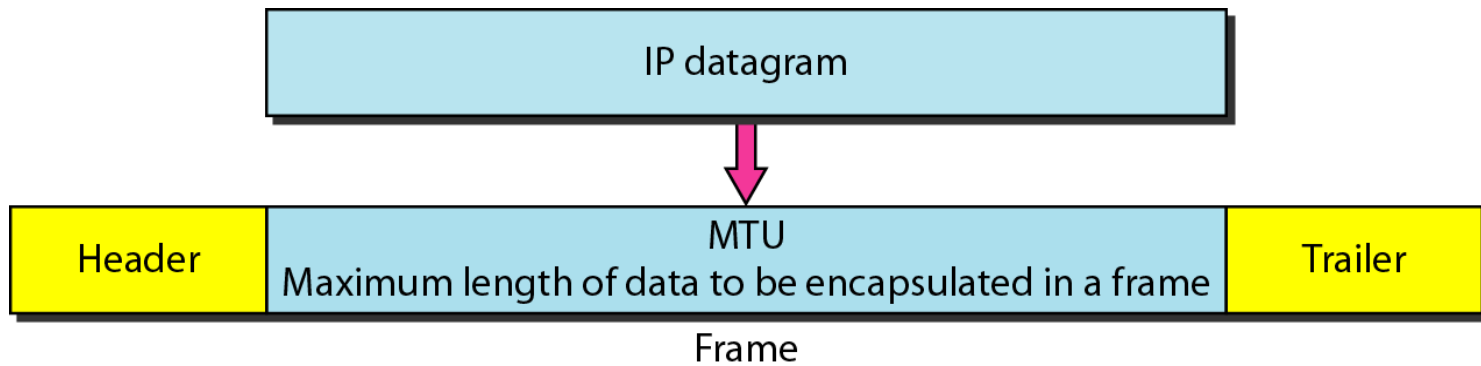 IP datagram
Header
MTU
Maximum length of data to be encapsulated in a frame
Trailer
Frame